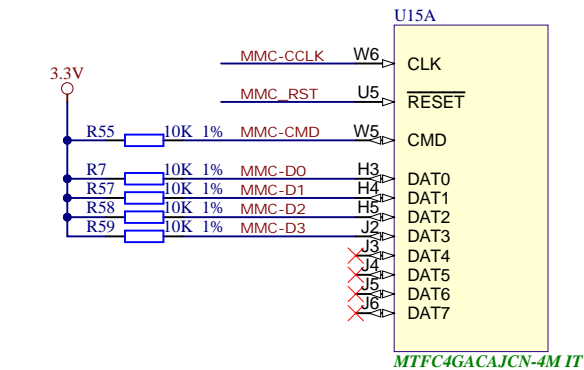 U15A
3.3V
MMC-CCLK W6 CLK
MMC_RST U5 RESET
R55 10K 1% MMC-CMD W5 CMD
R7 10K 1% MMC-D0 H3 DAT0
R57 10K 1% MMC-D1 H4 DAT1
R58 10K 1% MMC-D2 H5 DAT2
R59 10K 1% MMC-D3 J2 DAT3
J3 DAT4
J4 DAT5
J5 DAT6
J6 DAT7
MTFC4GACAJCN-4M IT